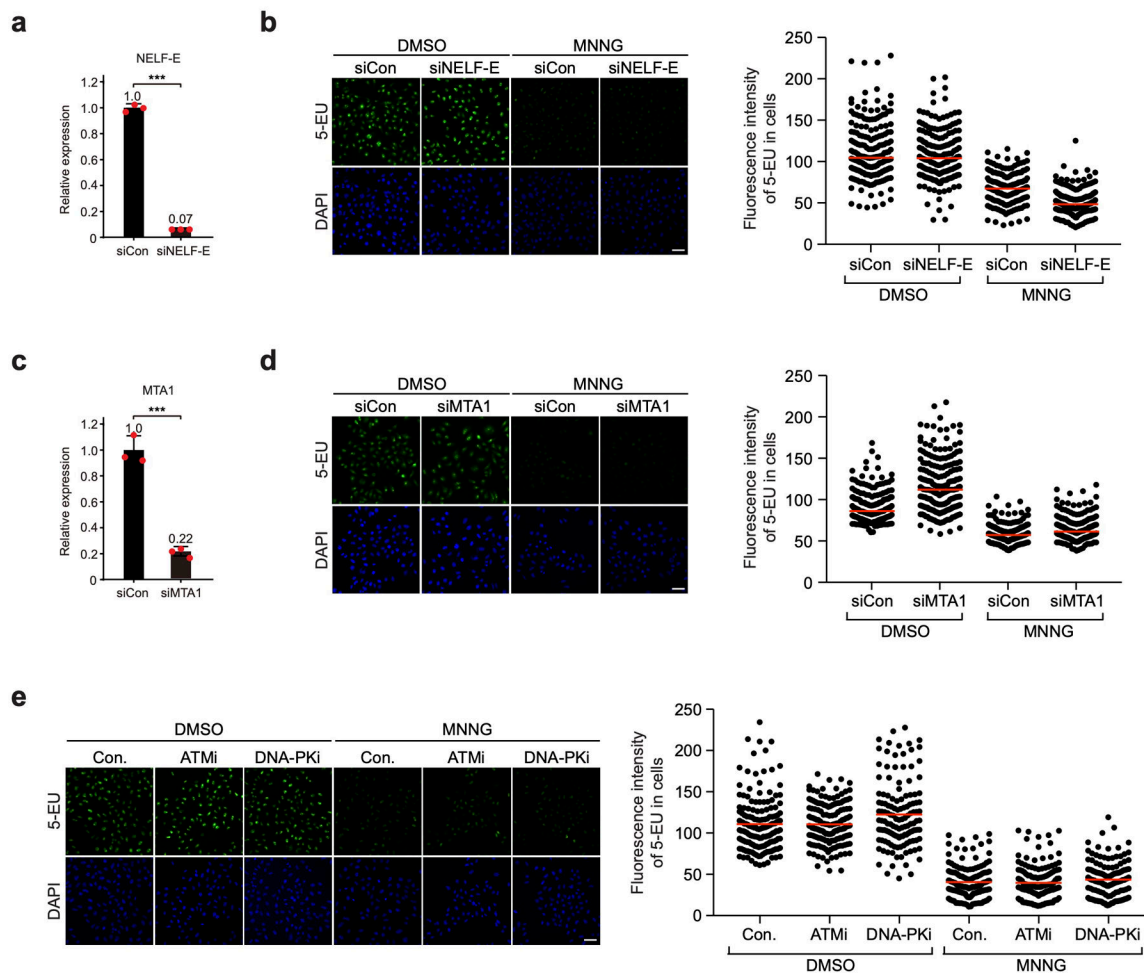 a
NELF-E
***
1.2
1.0
1.0
0.8
0.6
0.4
0.2
0.07
0
Relative expression
siCon siNELF-E
b
DMSO MNNG
siCon siNELF-E siCon siNELF-E
5-EU
DAPI
250
200
150
100
50
0
Fluorescence intensity
of 5-EU in cells
siCon siNELF-E siCon siNELF-E
DMSO MNNG
c
MTA1
***
1.2
1.0
1.0
0.8
0.6
0.4
0.22
0.2
0
Relative expression
siCon siMTA1
d
DMSO MNNG
siCon siMTA1 siCon siMTA1
5-EU
DAPI
250
200
150
100
50
0
Fluorescence intensity
of 5-EU in cells
siCon siMTA1 siCon siMTA1
DMSO MNNG
e
DMSO MNNG
Con. ATMi DNA-PKi Con. ATMi DNA-PKi
5-EU
DAPI
250
200
150
100
50
0
Fluorescence intensity
of 5-EU in cells
Con. ATMi DNA-PKi Con. ATMi DNA-PKi
DMSO MNNG